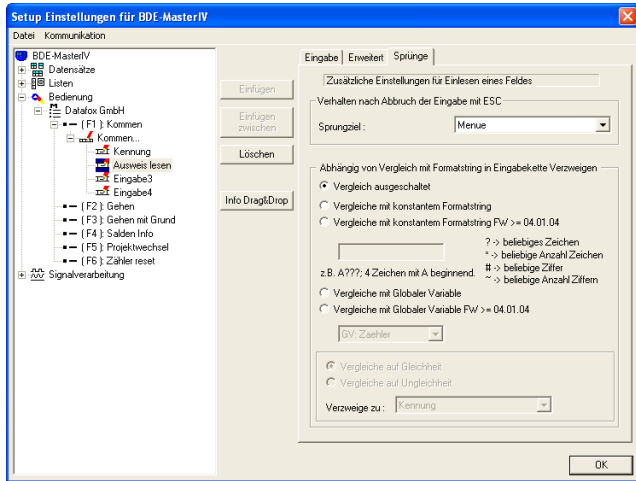 Setup Einstellungen für BDE-MasterIV
Datei Kommunikation
BDE-MasterIV
Datensätze
Listen
Bedienung
Datafox GmbH
( F1 ): Kommen
Kommen...
Kennung
Ausweis lesen
Eingabe3
Eingabe4
( F2 ): Gehen
( F3 ): Gehen mit Grund
( F4 ): Salden Info
( F5 ): Projektwechsel
( F6 ): Zähler reset
Signalverarbeitung
Einfügen
Einfügen
zwischen
Löschen
Info Drag&Drop
Eingabe Erweitert Sprünge
Zusätzliche Einstellungen für Einlesen eines Feldes
Verhalten nach Abbruch der Eingabe mit ESC
Sprungziel : Menue
Abhängig von Vergleich mit Formatstring in Eingabekette Verzweigen
Vergleich ausgeschaltet
Vergleiche mit konstantem Formatstring
Vergleiche mit konstantem Formatstring FW >= 04.01.04
? -> beliebiges Zeichen
* -> beliebige Anzahl Zeichen
# -> beliebige Ziffer
~ -> beliebige Anzahl Ziffern
z.B. A???; 4 Zeichen mit A beginnend.
Vergleiche mit Globaler Variable
Vergleiche mit Globaler Variable FW >= 04.01.04
GV: Zaehler
Vergleiche auf Gleichheit
Vergleiche auf Ungleichheit
Verzweige zu : Kennung
OK